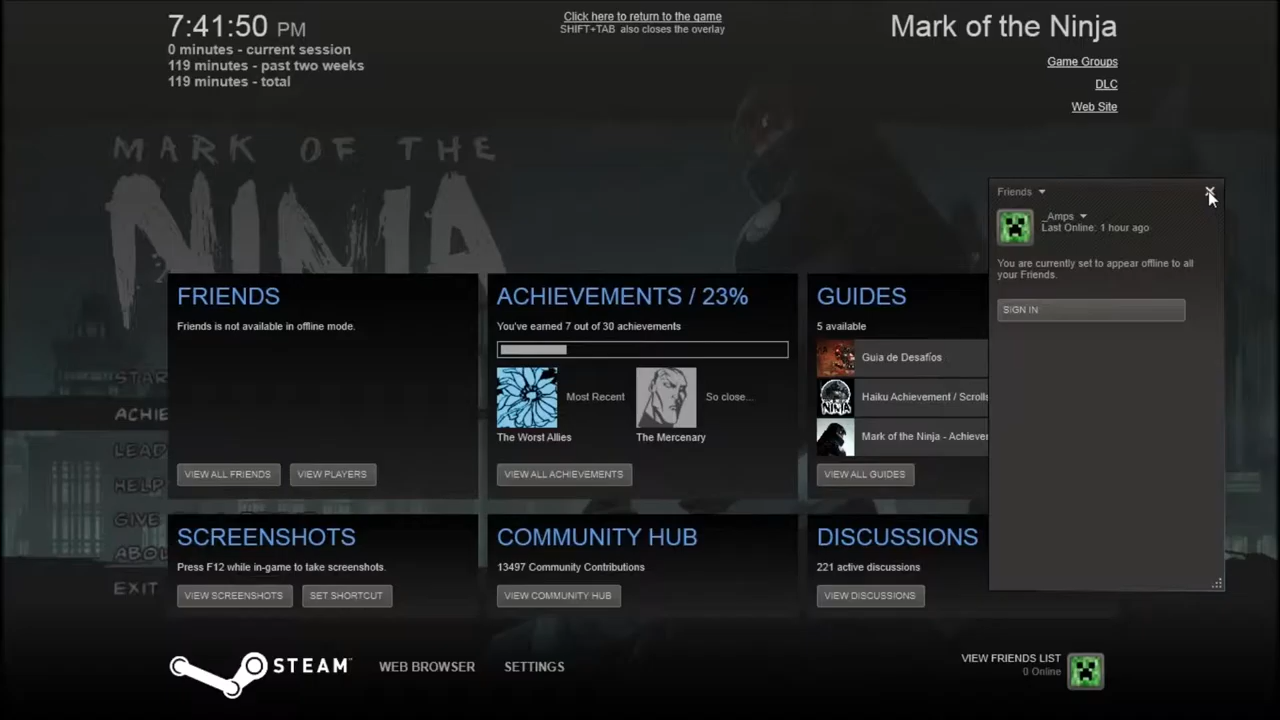 7:41:50 PM
0 minutes - current session
119 minutes - past two weeks
119 minutes - total
Click here to return to the game
SHIFT+TAB also closes the overlay
Mark of the Ninja
Game Groups
DLC
Web Site
MARK OF THE
NINJA
Friends
_Amps
Last Online: 1 hour ago
You are currently set to appear offline to all
your Friends.
SIGN IN
FRIENDS
Friends is not available in offline mode.
VIEW ALL FRIENDS
VIEW PLAYERS
ACHIEVEMENTS / 23%
You've earned 7 out of 30 achievements
Most Recent
So close...
The Worst Allies
The Mercenary
VIEW ALL ACHIEVEMENTS
GUIDES
5 available
Guia de Desafíos
Haiku Achievement / Scrolls
Mark of the Ninja - Achiever
VIEW ALL GUIDES
STAR
ACHIE
LEAD
HELP
GIVE
ABOU
EXIT
SCREENSHOTS
Press F12 while in-game to take screenshots.
VIEW SCREENSHOTS
SET SHORTCUT
COMMUNITY HUB
13497 Community Contributions
VIEW COMMUNITY HUB
DISCUSSIONS
221 active discussions
VIEW DISCUSSIONS
STEAM
WEB BROWSER
SETTINGS
VIEW FRIENDS LIST
0 Online